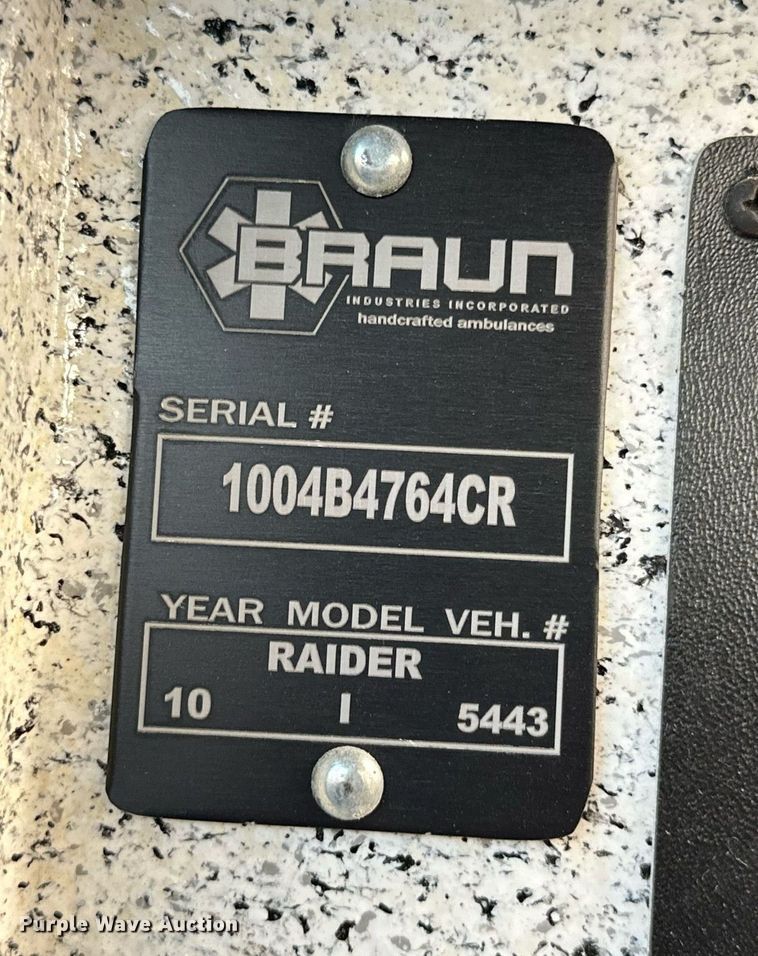 BRAUN
INDUSTRIES INCORPORATED
handcrafted ambulances
SERIAL #
1004B4764CR
YEAR MODEL VEH. #
RAIDER
10 I 5443
Purple Wave Auction